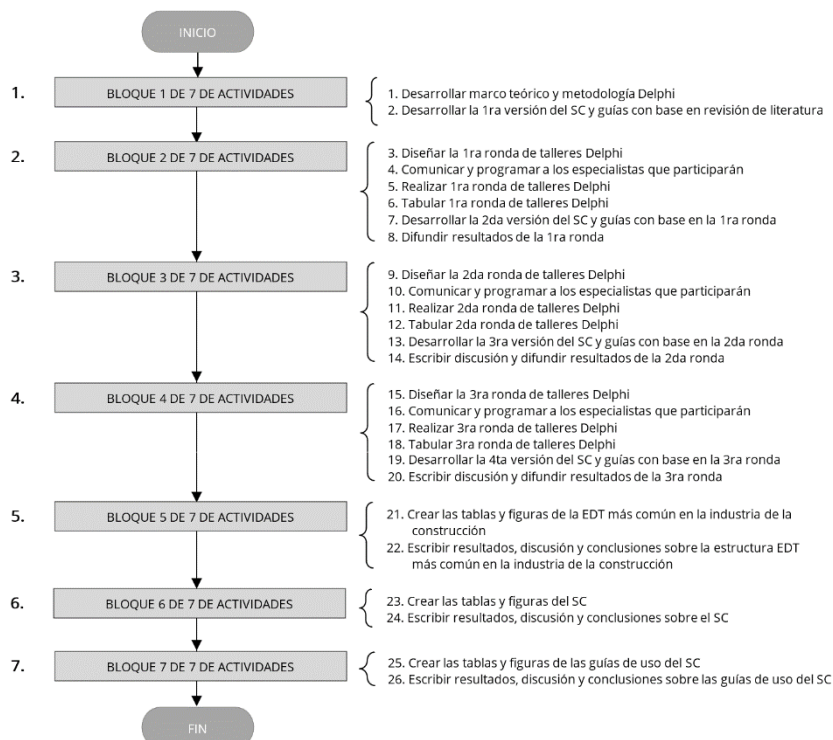 INICIO
1.
BLOQUE 1 DE 7 DE ACTIVIDADES
1. Desarrollar marco teórico y metodología Delphi
2. Desarrollar la 1ra versión del SC y guías con base en revisión de literatura
2.
BLOQUE 2 DE 7 DE ACTIVIDADES
3. Diseñar la 1ra ronda de talleres Delphi
4. Comunicar y programar a los especialistas que participarán
5. Realizar 1ra ronda de talleres Delphi
6. Tabular 1ra ronda de talleres Delphi
7. Desarrollar la 2da versión del SC y guías con base en la 1ra ronda
8. Difundir resultados de la 1ra ronda
3.
BLOQUE 3 DE 7 DE ACTIVIDADES
9. Diseñar la 2da ronda de talleres Delphi
10. Comunicar y programar a los especialistas que participarán
11. Realizar 2da ronda de talleres Delphi
12. Tabular 2da ronda de talleres Delphi
13. Desarrollar la 3ra versión del SC y guías con base en la 2da ronda
14. Escribir discusión y difundir resultados de la 2da ronda
4.
BLOQUE 4 DE 7 DE ACTIVIDADES
15. Diseñar la 3ra ronda de talleres Delphi
16. Comunicar y programar a los especialistas que participarán
17. Realizar 3ra ronda de talleres Delphi
18. Tabular 3ra ronda de talleres Delphi
19. Desarrollar la 4ta versión del SC y guías con base en la 3ra ronda
20. Escribir discusión y difundir resultados de la 3ra ronda
5.
BLOQUE 5 DE 7 DE ACTIVIDADES
21. Crear las tablas y figuras de la EDT más común en la industria de la
construcción
22. Escribir resultados, discusión y conclusiones sobre la estructura EDT
más común en la industria de la construcción
6.
BLOQUE 6 DE 7 DE ACTIVIDADES
23. Crear las tablas y figuras del SC
24. Escribir resultados, discusión y conclusiones sobre el SC
7.
BLOQUE 7 DE 7 DE ACTIVIDADES
25. Crear las tablas y figuras de las guías de uso del SC
26. Escribir resultados, discusión y conclusiones sobre las guías de uso del SC
FIN